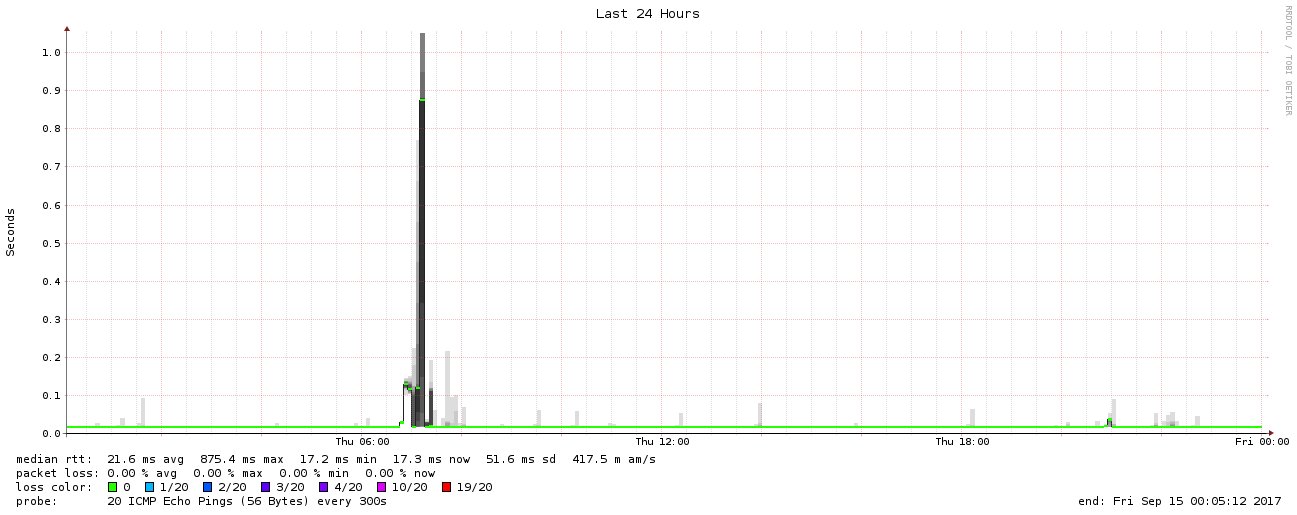 Last 24 Hours
RRDTOOL / TOBI OETIKER
Seconds
1.0
0.9
0.8
0.7
0.6
0.5
0.4
0.3
0.2
0.1
0.0
Thu 06:00 Thu 12:00 Thu 18:00 Fri 00:00
median rtt: 21.6 ms avg 875.4 ms max 17.2 ms min 17.3 ms now 51.6 ms sd 417.5 m am/s
packet loss: 0.00 % avg 0.00 % max 0.00 % min 0.00 % now
loss color: 0 1/20 2/20 3/20 4/20 10/20 19/20
probe: 20 ICMP Echo Pings (56 Bytes) every 300s end: Fri Sep 15 00:05:12 2017